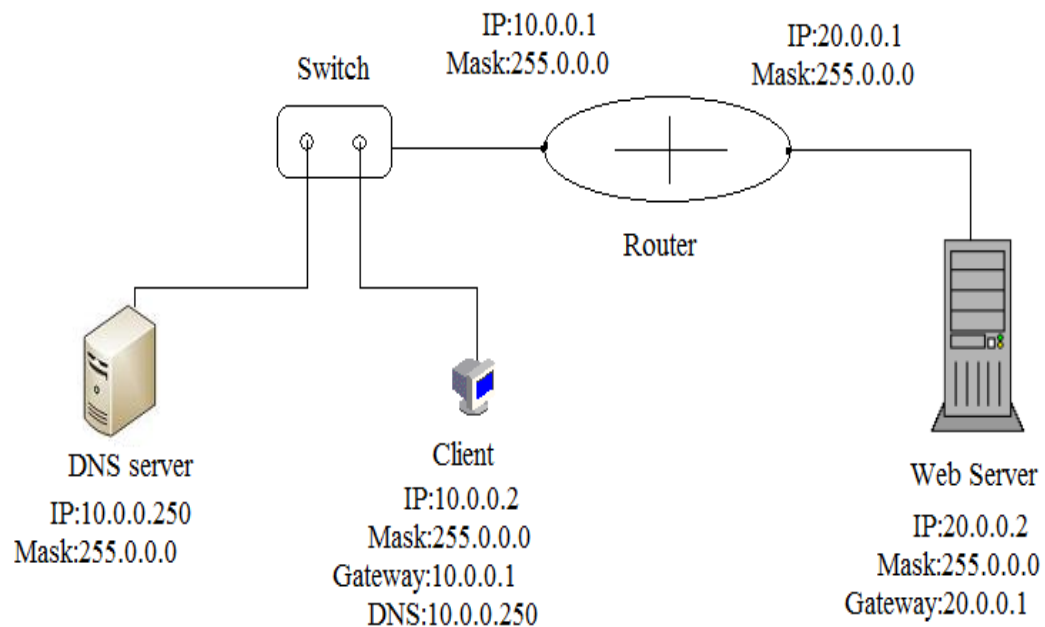 IP:10.0.0.1
Mask:255.0.0.0
IP:20.0.0.1
Mask:255.0.0.0
Switch
Router
DNS server
IP:10.0.0.250
Mask:255.0.0.0
Client
IP:10.0.0.2
Mask:255.0.0.0
Gateway:10.0.0.1
DNS:10.0.0.250
Web Server
IP:20.0.0.2
Mask:255.0.0.0
Gateway:20.0.0.1